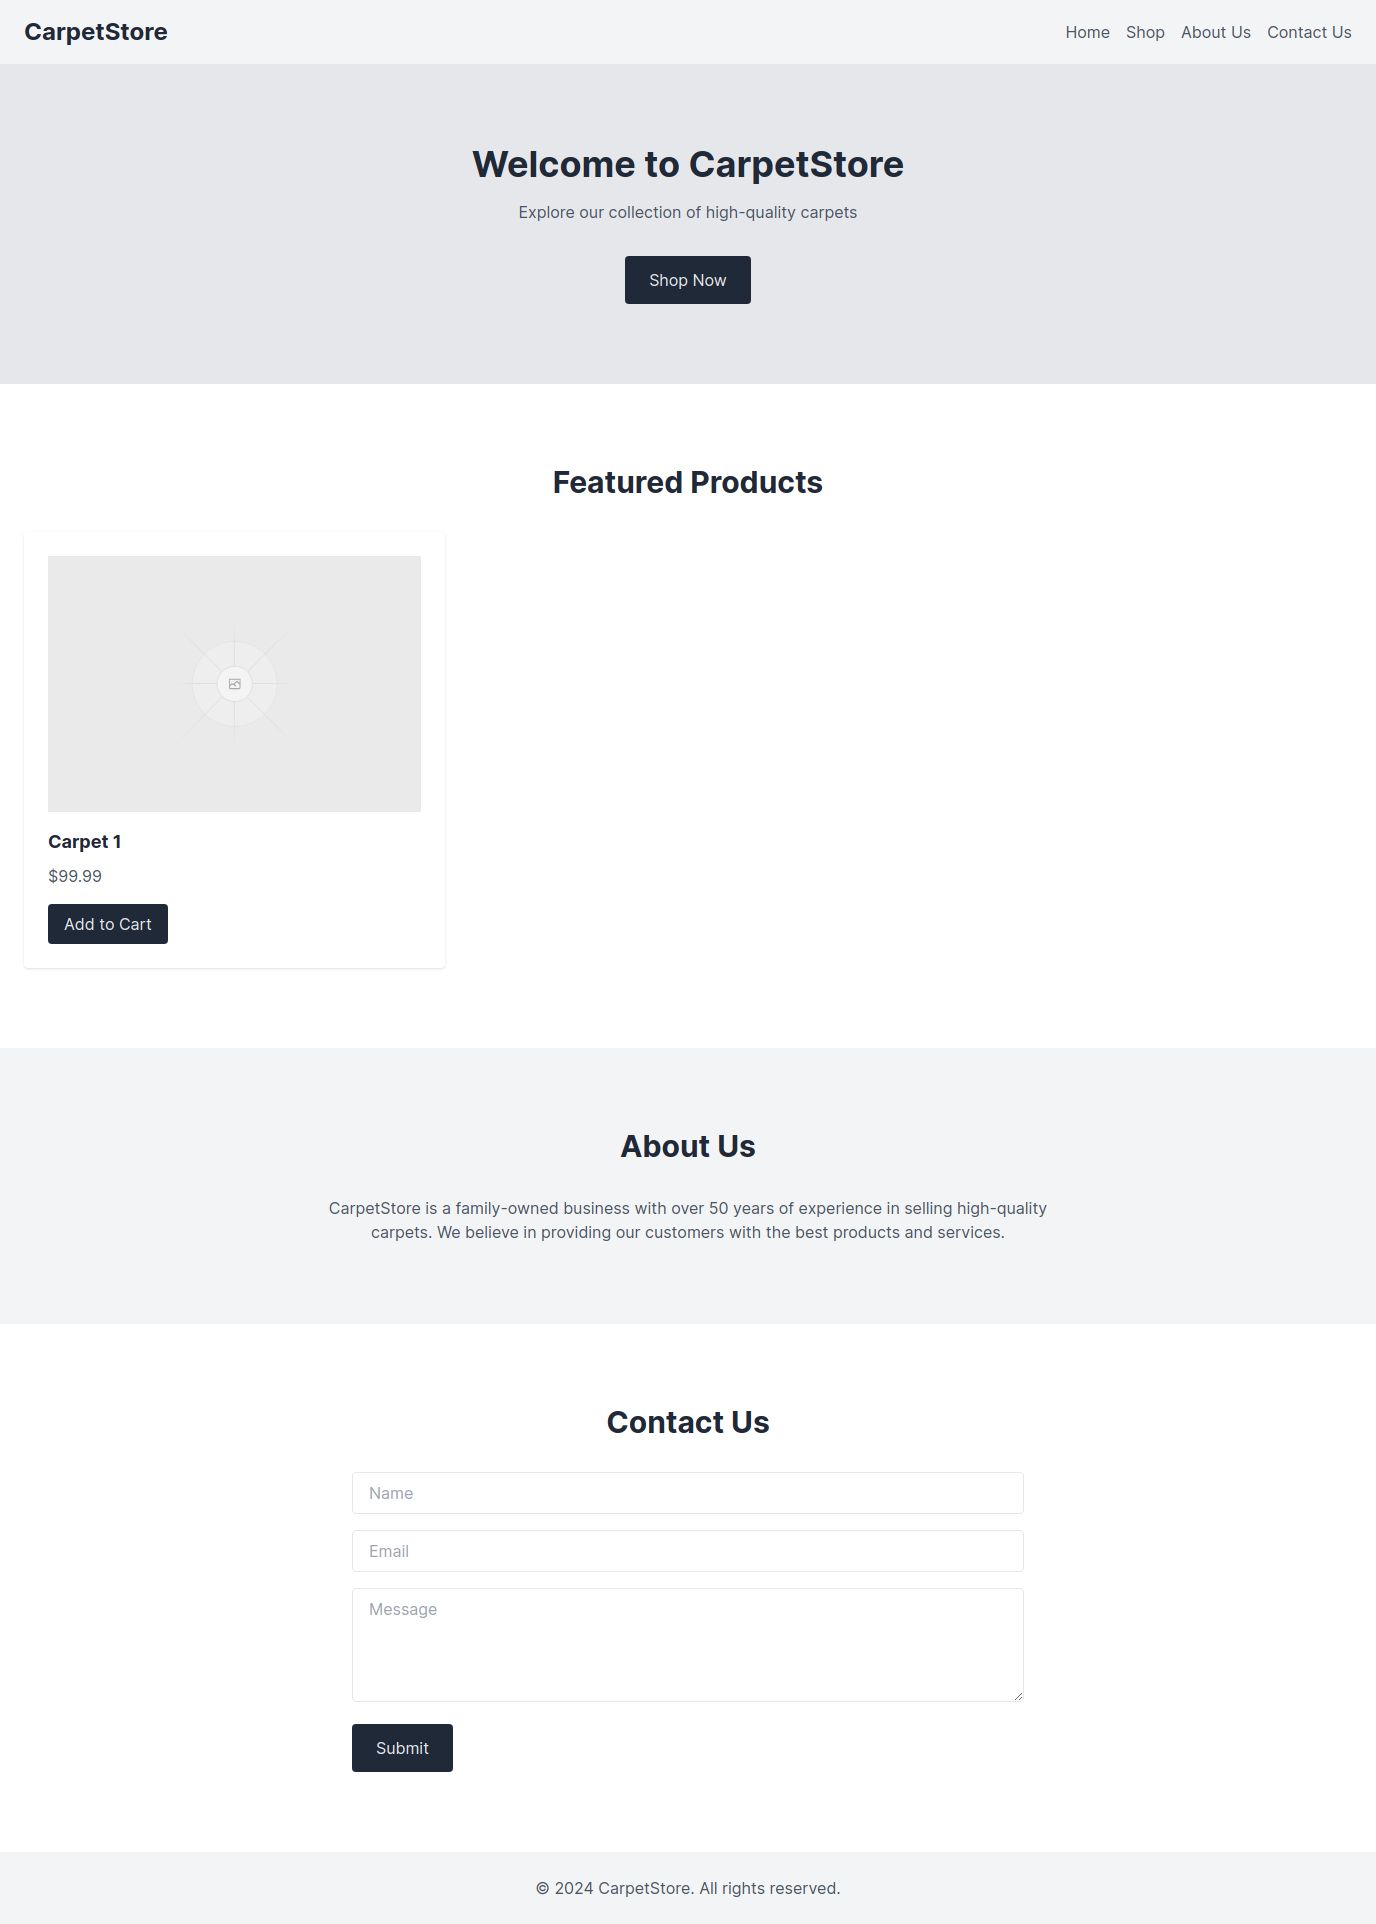 CarpetStore
Home Shop About Us Contact Us
Welcome to CarpetStore
Explore our collection of high-quality carpets
Shop Now
Featured Products
Carpet 1
$99.99
Add to Cart
About Us
CarpetStore is a family-owned business with over 50 years of experience in selling high-quality
carpets. We believe in providing our customers with the best products and services.
Contact Us
Name
Email
Message
Submit
© 2024 CarpetStore. All rights reserved.